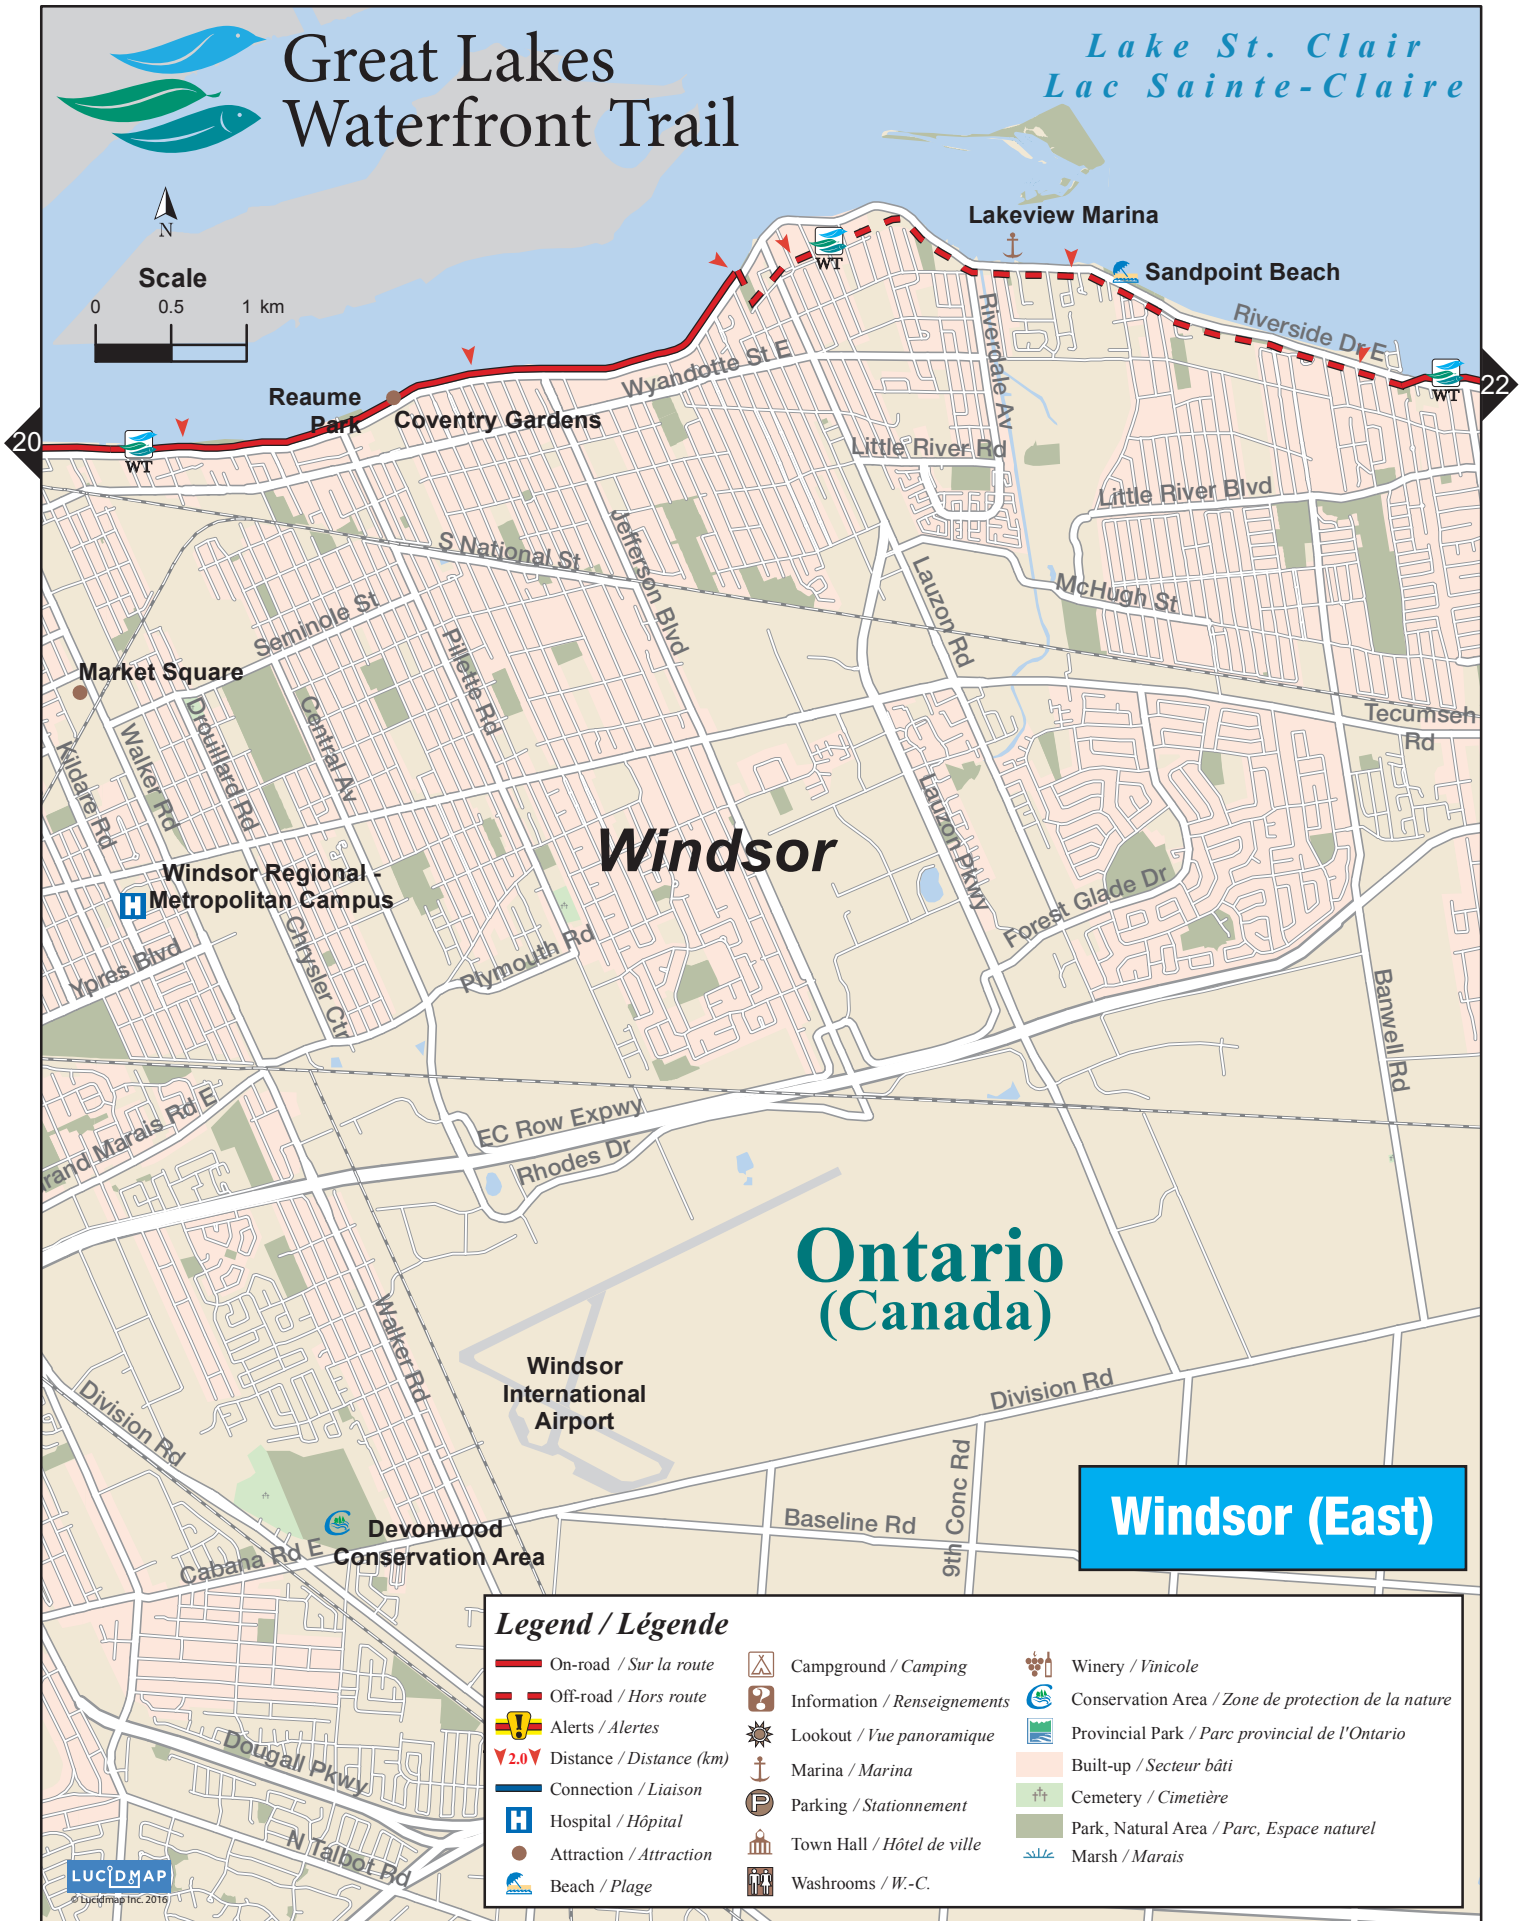 Great Lakes
Waterfront Trail
Lake St. Clair
Lac Sainte-Claire
N
Scale
0 0.5 1 km
Lakeview Marina
Sandpoint Beach
WT
Riverside Dr E
Riverdale Av
Wyandotte St E
22
WT
Reaume
Park
Coventry Gardens
20
WT
Little River Rd
Little River Blvd
S National St
Jefferson Blvd
Lauzon Rd
McHugh St
Seminole St
Pillette Rd
Market Square
Drouillard Rd
Central Av
Walker Rd
Kildare Rd
Tecumseh
Rd
Lauzon Pkwy
Windsor
Windsor Regional -
Metropolitan Campus
H
Forest Glade Dr
Chrysler Ctr
Plymouth Rd
Ypres Blvd
Banwell Rd
EC Row Expwy
Rhodes Dr
rand Marais Rd E
Ontario
(Canada)
Walker Rd
Windsor
International
Airport
Division Rd
Division Rd
9th Conc Rd
Baseline Rd
Windsor (East)
Devonwood
Conservation Area
Cabana Rd E
Dougall Pkwy
N Talbot Rd
LUCIDMAP
© Lucidmap Inc. 2016
Legend / Légende
On-road / Sur la route
Off-road / Hors route
! Alerts / Alertes
2.0 Distance / Distance (km)
Connection / Liaison
H Hospital / Hôpital
Attraction / Attraction
Beach / Plage
Campground / Camping
? Information / Renseignements
Lookout / Vue panoramique
Marina / Marina
P Parking / Stationnement
Town Hall / Hôtel de ville
Washrooms / W.-C.
Winery / Vinicole
Conservation Area / Zone de protection de la nature
Provincial Park / Parc provincial de l'Ontario
Built-up / Secteur bâti
Cemetery / Cimetière
Park, Natural Area / Parc, Espace naturel
Marsh / Marais